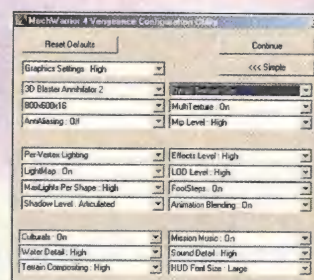 MechWarrior 4 Vengeance Configuration Utility
Reset Defaults
Continue
Graphics Settings : High
<<< Simple
3D Blaster Annihilator 2
800x600x16
MultiTexture : On
AntiAliasing : Off
Mip Level : High
Per-Vertex Lighting
Effects Level : High
LightMap : On
LOD Level : High
MaxLights Per Shape : High
FootSteps : On
Shadow Level : Articulated
Animation Blending : On
Culturals : On
Mission Music : On
Water Detail : High
Sound Detail : High
Terrain Compositing : High
HUD Font Size : Large